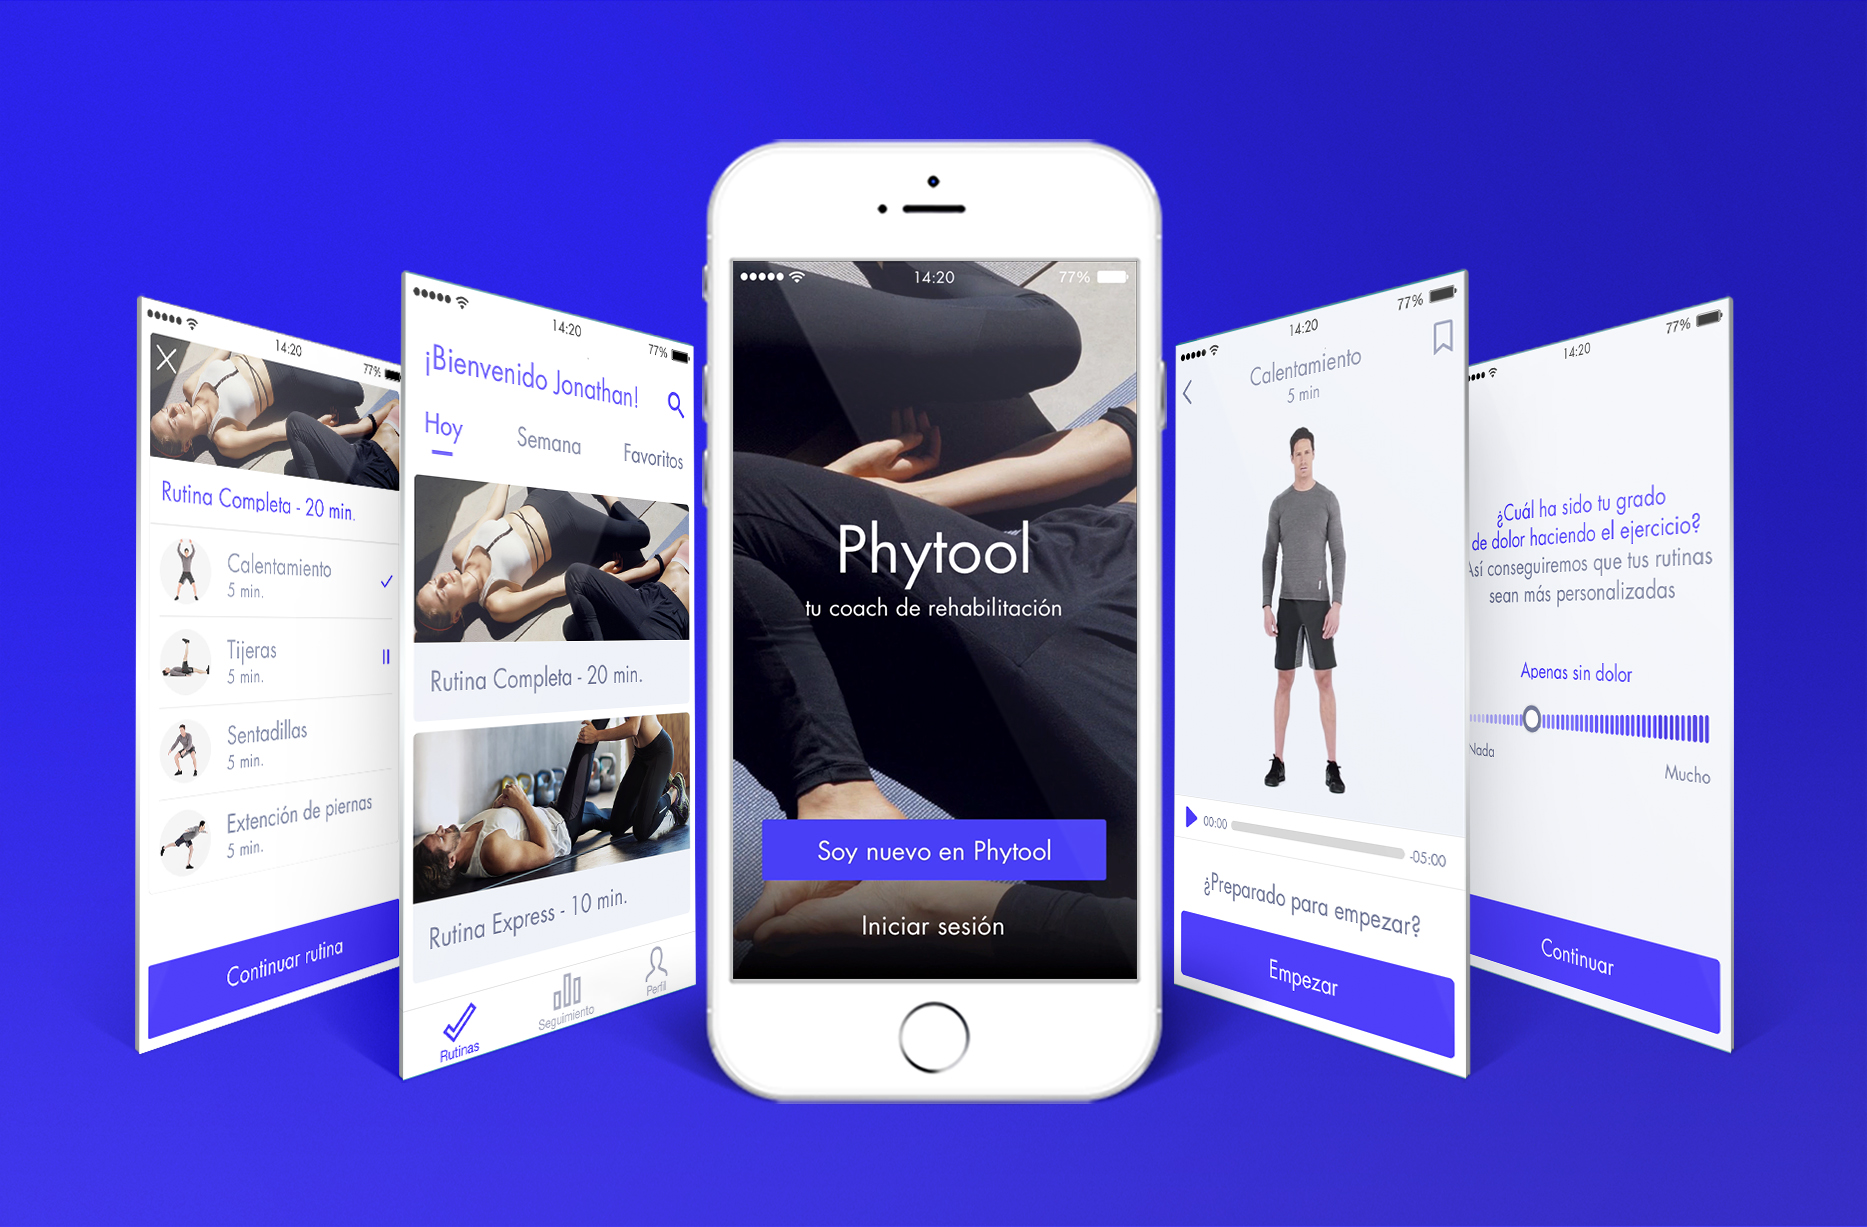 14:20
77%
Rutina Completa - 20 min.
Calentamiento
5 min.
Tijeras
5 min.
Sentadillas
5 min.
Extención de piernas
5 min.
Continuar rutina
14:20
77%
¡Bienvenido Jonathan!
Hoy
Semana
Favoritos
Rutina Completa - 20 min.
Rutina Express - 10 min.
Rutinas
Seguimiento
Perfil
14:20
77%
Phytool
tu coach de rehabilitación
Soy nuevo en Phytool
Iniciar sesión
14:20
77%
Calentamiento
5 min
00:00
-05:00
¿Preparado para empezar?
Empezar
14:20
77%
¿Cuál ha sido tu grado
de dolor haciendo el ejercicio?
Así conseguiremos que tus rutinas
sean más personalizadas
Apenas sin dolor
Nada
Mucho
Continuar